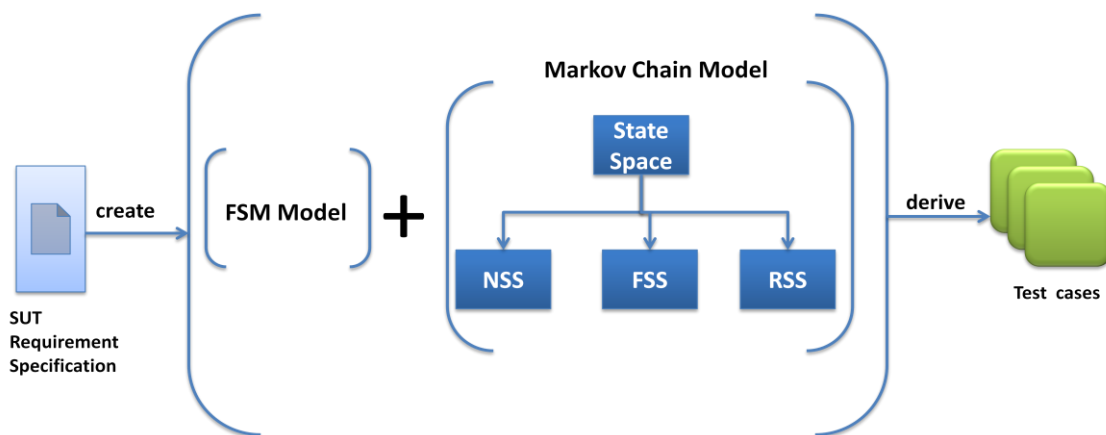 Markov Chain Model
State
Space
create
FSM Model
+
derive
NSS
FSS
RSS
SUT
Requirement
Specification
Test cases